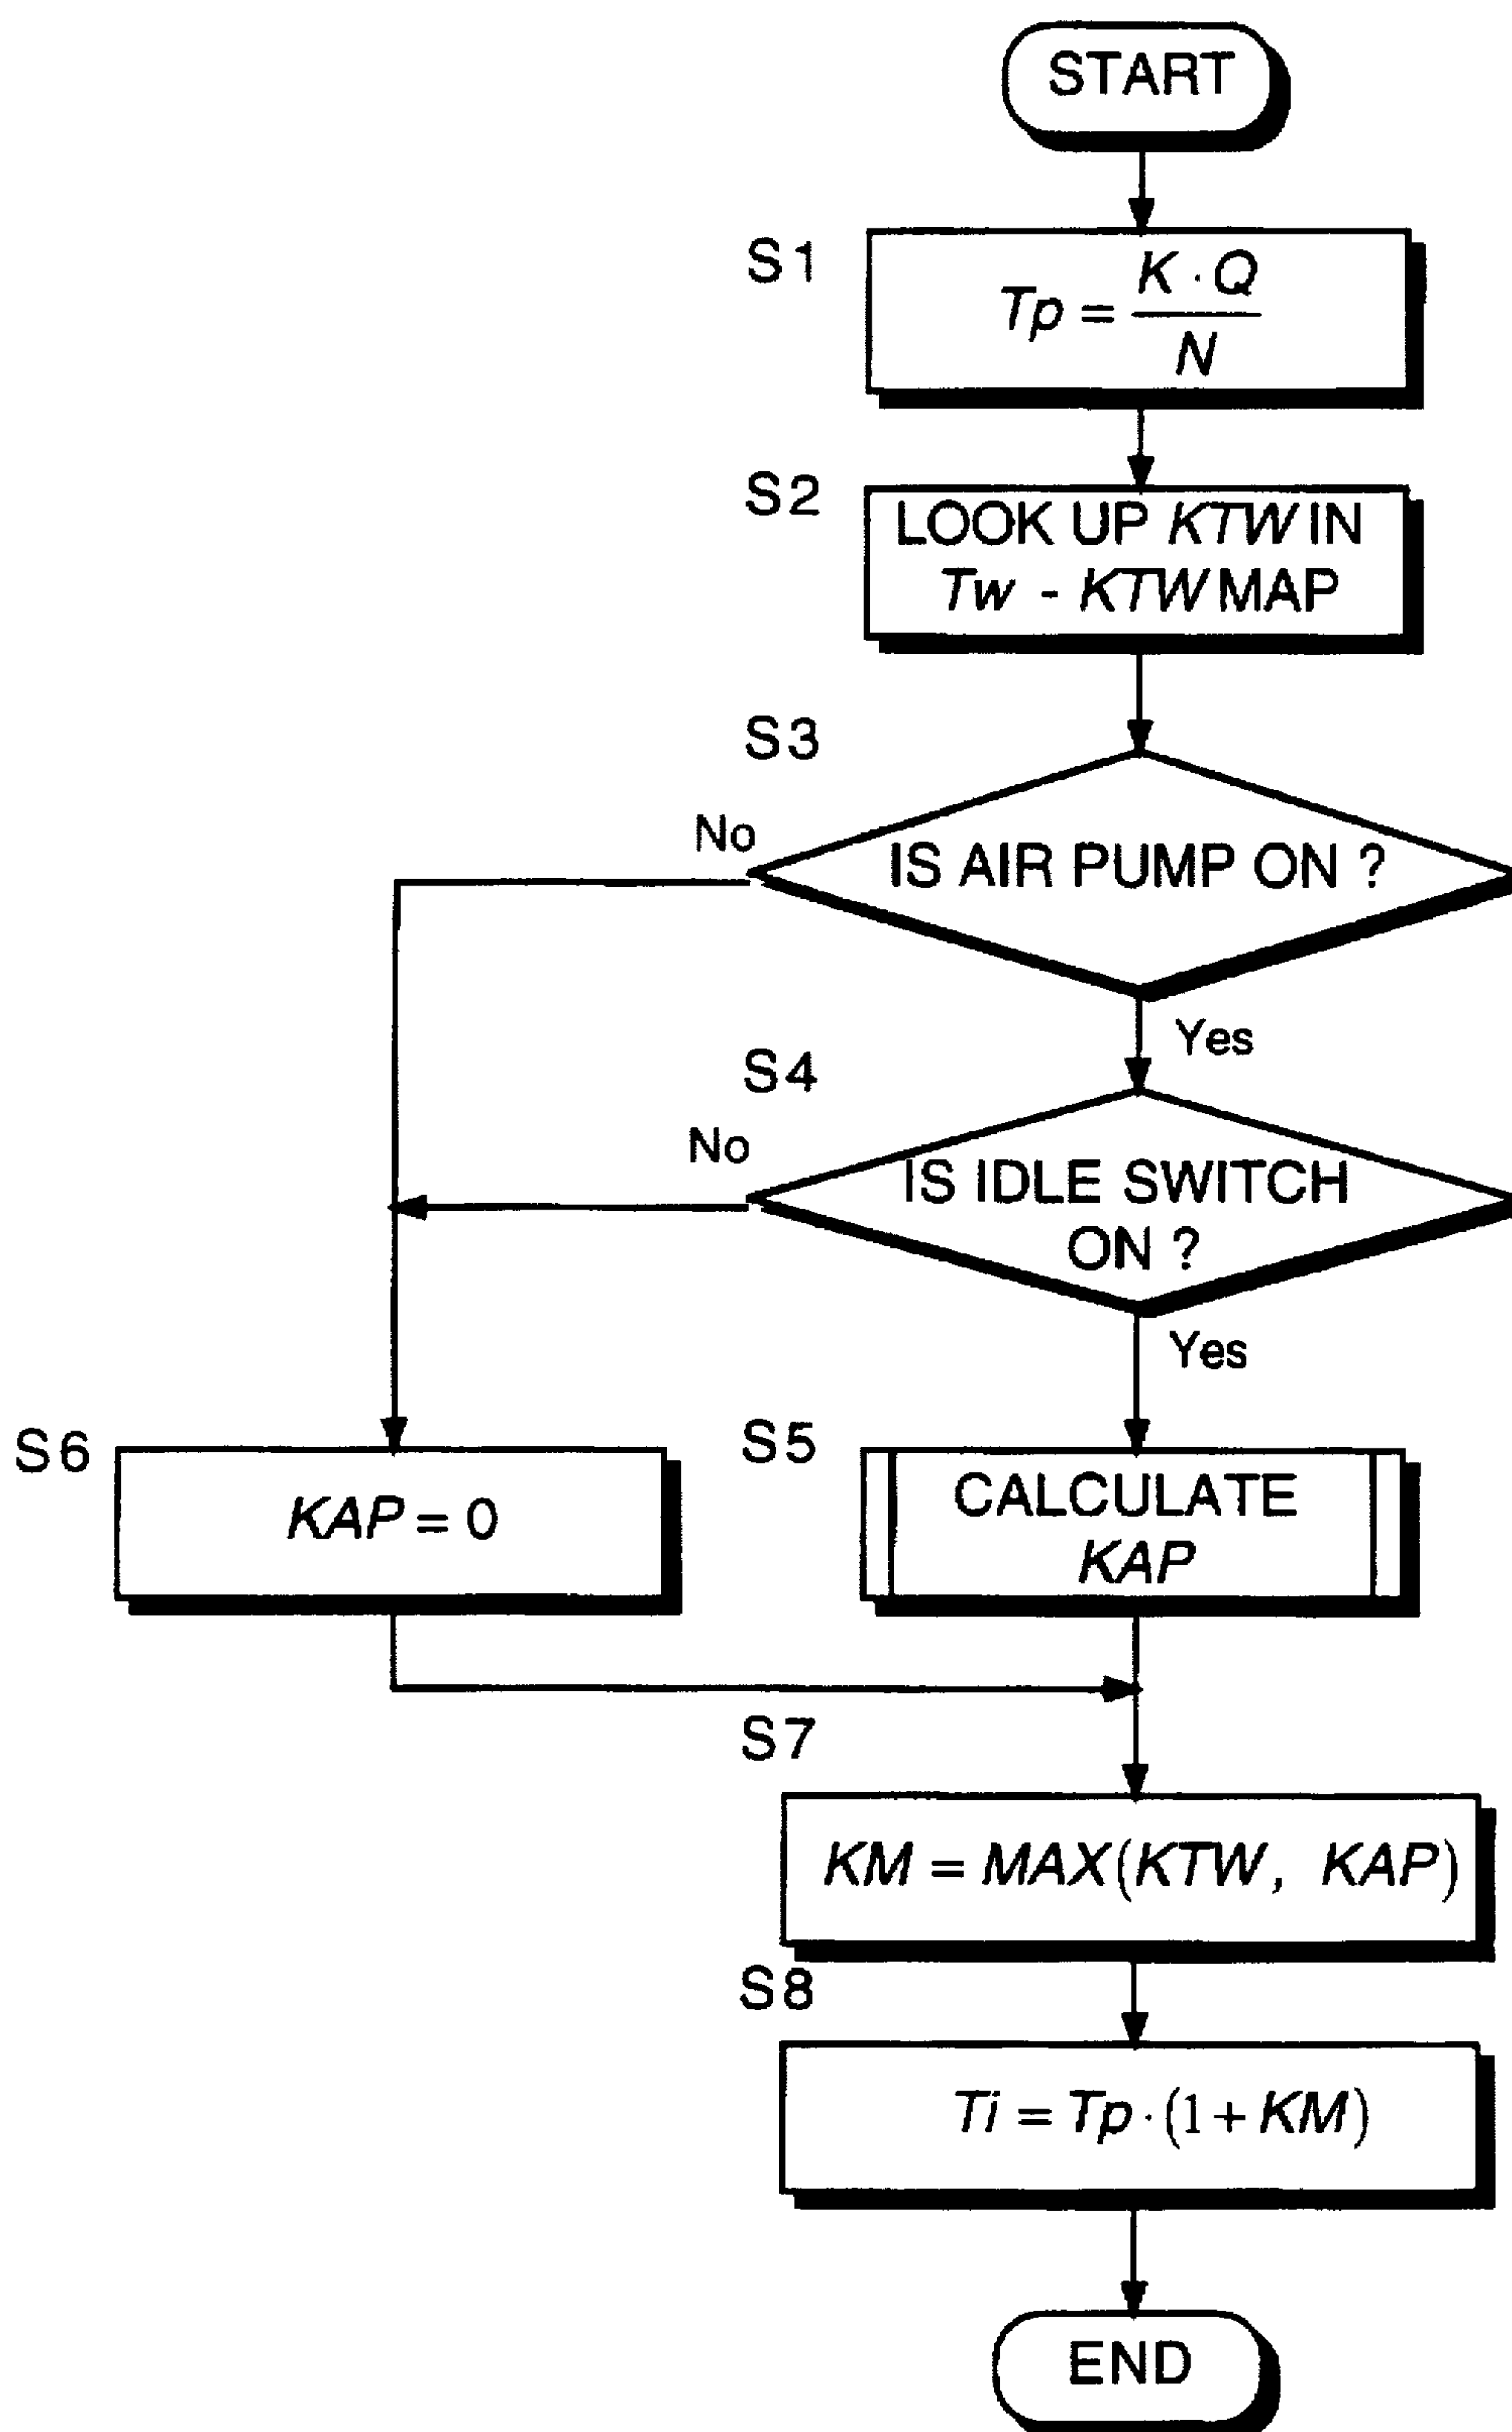 START
S1
Tp = K · Q / N
S2
LOOK UP KTW IN
Tw - KTW MAP
S3
No
IS AIR PUMP ON ?
Yes
S4
No
IS IDLE SWITCH
ON ?
Yes
S6
KAP = 0
S5
CALCULATE
KAP
S7
KM = MAX(KTW, KAP)
S8
Ti = Tp · (1 + KM)
END